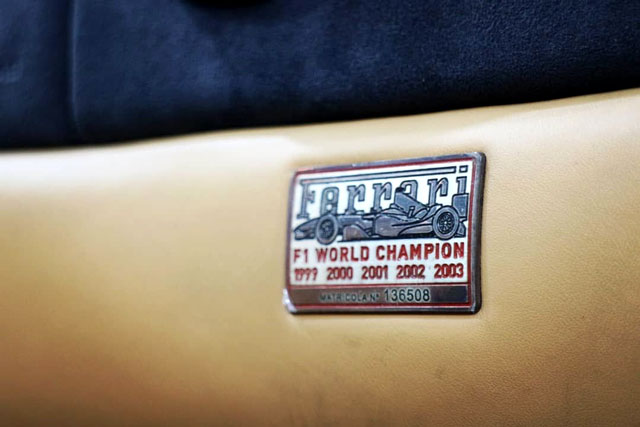 Ferrari
F1 WORLD CHAMPION
1999 2000 2001 2002 2003
MATRICOLA Nº 136508